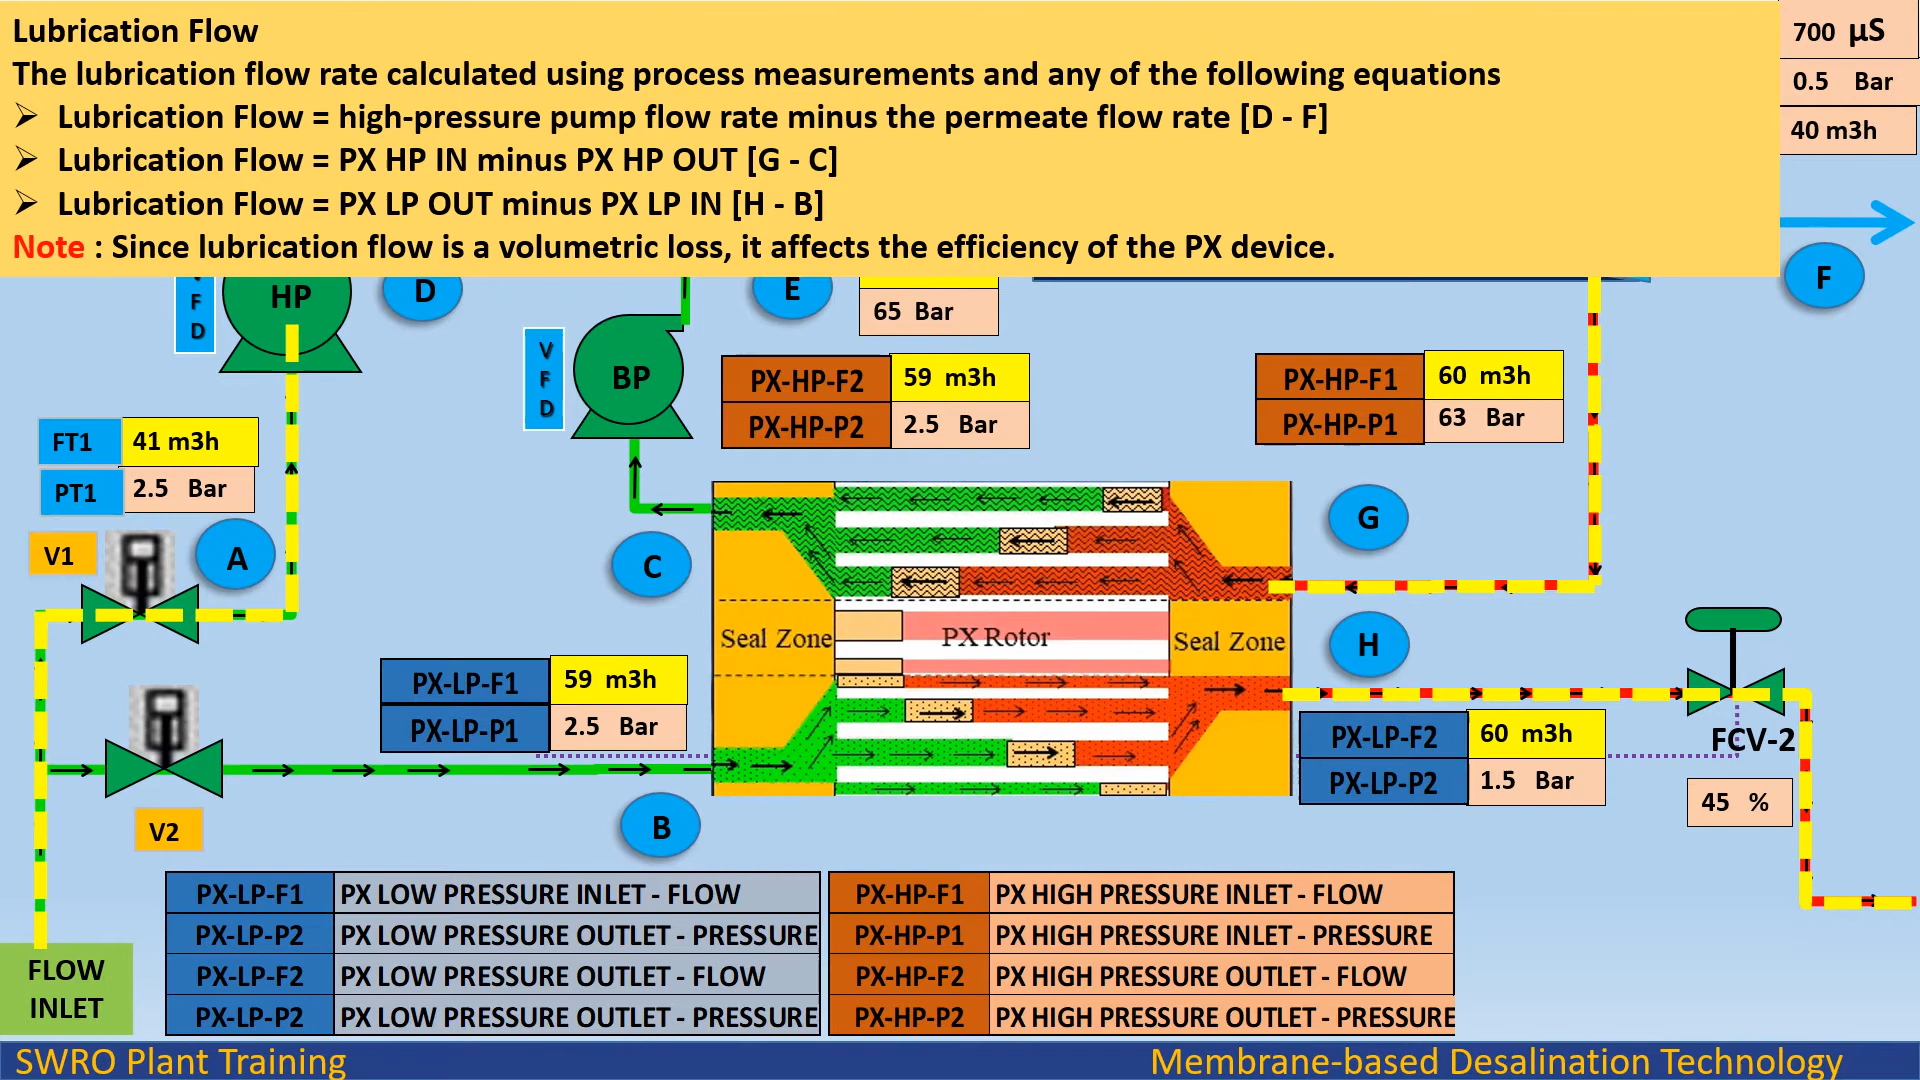 Lubrication Flow
The lubrication flow rate calculated using process measurements and any of the following equations
➢ Lubrication Flow = high-pressure pump flow rate minus the permeate flow rate [D - F]
➢ Lubrication Flow = PX HP IN minus PX HP OUT [G - C]
➢ Lubrication Flow = PX LP OUT minus PX LP IN [H - B]
Note : Since lubrication flow is a volumetric loss, it affects the efficiency of the PX device.
700 µS
0.5 Bar
40 m3h
F
V
F
D
HP
D
E
65 Bar
V
F
D
BP
PX-HP-F2 59 m3h
PX-HP-P2 2.5 Bar
PX-HP-F1 60 m3h
PX-HP-P1 63 Bar
FT1 41 m3h
PT1 2.5 Bar
V1
A
C
G
H
Seal Zone
PX Rotor
Seal Zone
PX-LP-F1 59 m3h
PX-LP-P1 2.5 Bar
PX-LP-F2 60 m3h
PX-LP-P2 1.5 Bar
FCV-2
45 %
V2
B
PX-LP-F1 PX LOW PRESSURE INLET - FLOW
PX-LP-P2 PX LOW PRESSURE OUTLET - PRESSURE
PX-LP-F2 PX LOW PRESSURE OUTLET - FLOW
PX-LP-P2 PX LOW PRESSURE OUTLET - PRESSURE
PX-HP-F1 PX HIGH PRESSURE INLET - FLOW
PX-HP-P1 PX HIGH PRESSURE INLET - PRESSURE
PX-HP-F2 PX HIGH PRESSURE OUTLET - FLOW
PX-HP-P2 PX HIGH PRESSURE OUTLET - PRESSURE
FLOW
INLET
SWRO Plant Training
Membrane-based Desalination Technology